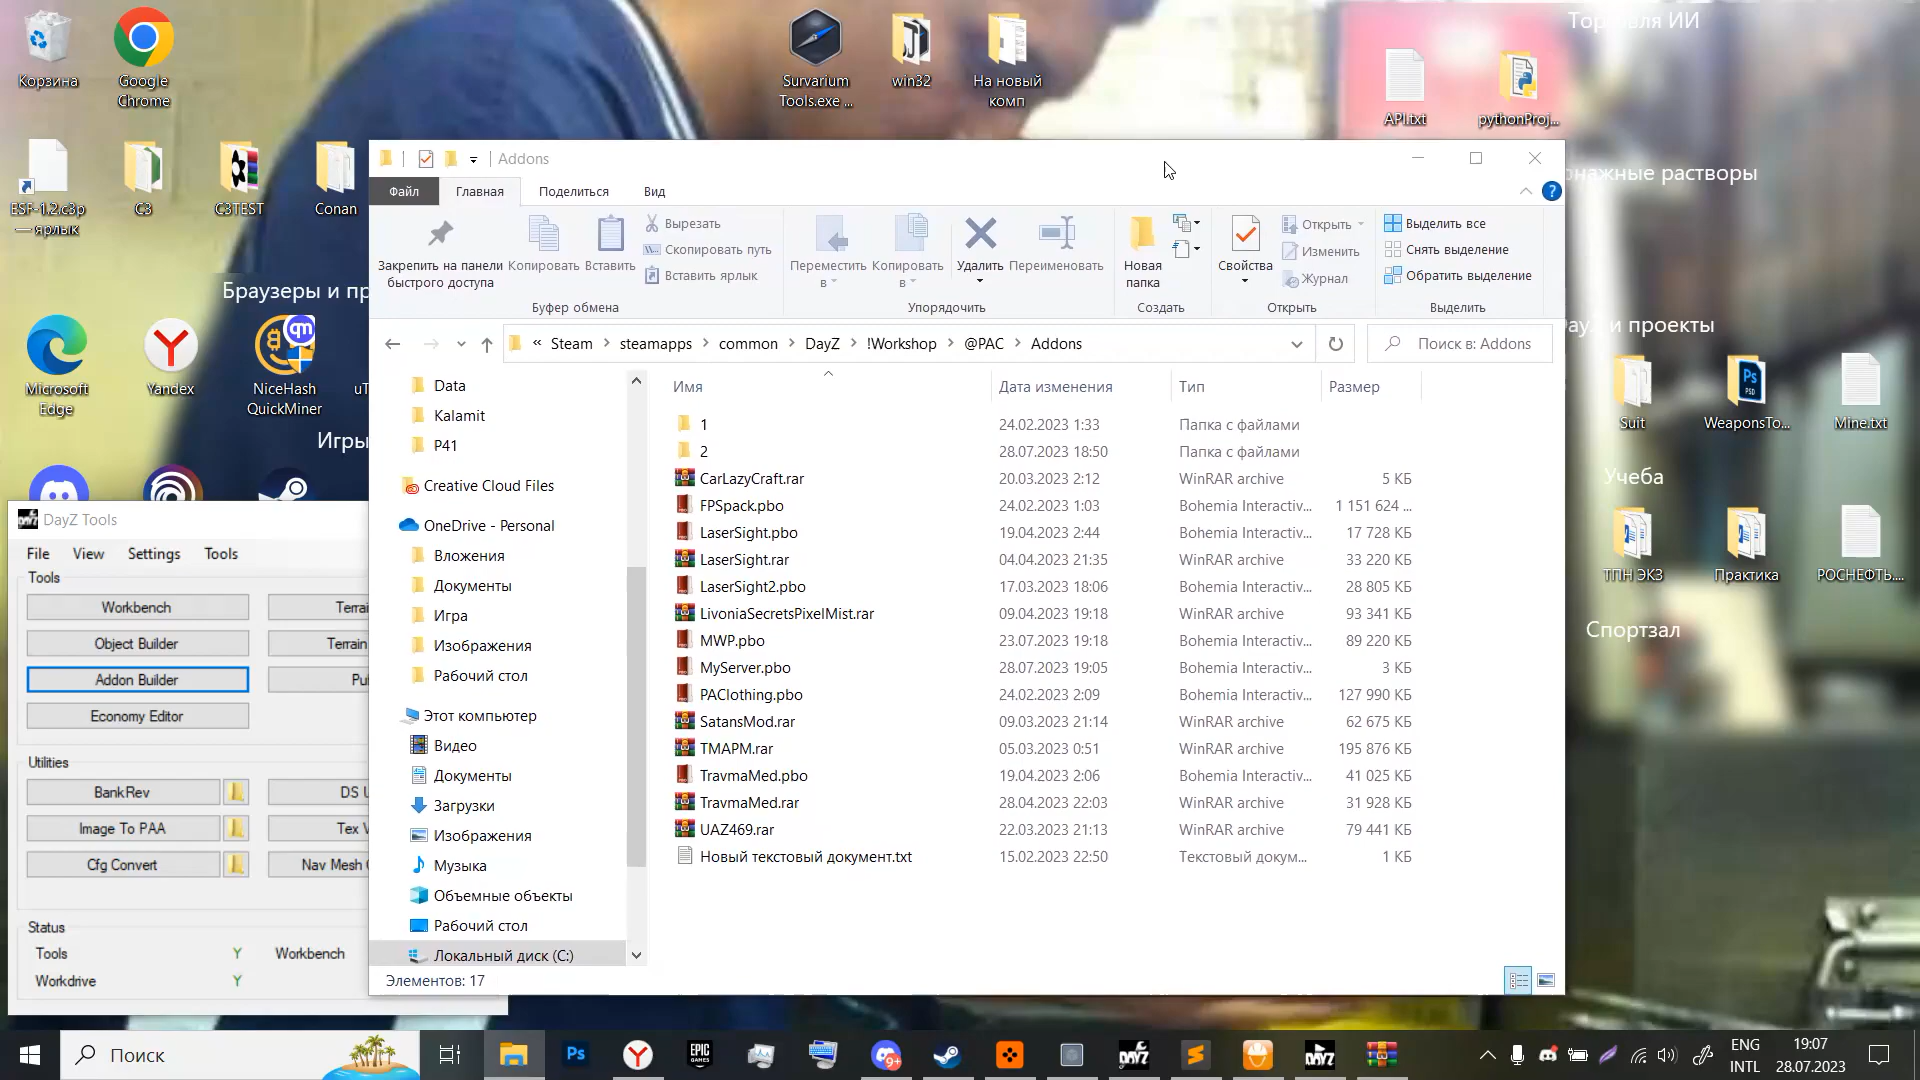 Торговля ИИ
Корзина
Google
Chrome
Survarium
Tools.exe ...
win32
На новый
комп
API.txt
pythonProj...
ESF-1.2.c3p
— ярлык
C3
C3TEST
Conan
Браузеры и пр
Microsoft
Edge
Yandex
NiceHash
QuickMiner
Игры
онажные растворы
DayZ и проекты
Suit
WeaponsTo...
Mine.txt
Учеба
ТПН ЭКЗ
Практика
РОСНЕФТЬ....
Спортзал
Addons
Файл
Главная
Поделиться
Вид
Закрепить на панели
быстрого доступа
Копировать
Вставить
Вырезать
Скопировать путь
Вставить ярлык
Буфер обмена
Переместить
в
Копировать
в
Удалить
Переименовать
Упорядочить
Новая
папка
Создать
Свойства
Открыть
Изменить
Журнал
Открыть
Выделить все
Снять выделение
Обратить выделение
Выделить
« Steam > steamapps > common > DayZ > !Workshop > @PAC > Addons
Поиск в: Addons
Data
Kalamit
P41
Creative Cloud Files
OneDrive - Personal
Вложения
Документы
Игра
Изображения
Рабочий стол
Этот компьютер
Видео
Документы
Загрузки
Изображения
Музыка
Объемные объекты
Рабочий стол
Локальный диск (C:)
Имя Дата изменения Тип Размер
1 24.02.2023 1:33 Папка с файлами
2 28.07.2023 18:50 Папка с файлами
CarLazyCraft.rar 20.03.2023 2:12 WinRAR archive 5 КБ
FPSpack.pbo 24.02.2023 1:03 Bohemia Interactiv... 1 151 624 ...
LaserSight.pbo 19.04.2023 2:44 Bohemia Interactiv... 17 728 КБ
LaserSight.rar 04.04.2023 21:35 WinRAR archive 33 220 КБ
LaserSight2.pbo 17.03.2023 18:06 Bohemia Interactiv... 28 805 КБ
LivoniaSecretsPixelMist.rar 09.04.2023 19:18 WinRAR archive 93 341 КБ
MWP.pbo 23.07.2023 19:18 Bohemia Interactiv... 89 220 КБ
MyServer.pbo 28.07.2023 19:05 Bohemia Interactiv... 3 КБ
PAClothing.pbo 24.02.2023 2:09 Bohemia Interactiv... 127 990 КБ
SatansMod.rar 09.03.2023 21:14 WinRAR archive 62 675 КБ
TMAPM.rar 05.03.2023 0:51 WinRAR archive 195 876 КБ
TravmaMed.pbo 19.04.2023 2:06 Bohemia Interactiv... 41 025 КБ
TravmaMed.rar 28.04.2023 22:03 WinRAR archive 31 928 КБ
UAZ469.rar 22.03.2023 21:13 WinRAR archive 79 441 КБ
Новый текстовый документ.txt 15.02.2023 22:50 Текстовый докум... 1 КБ
Элементов: 17
DayZ Tools
File View Settings Tools
Tools
Workbench
Terrai
Object Builder
Terrain
Addon Builder
Pu
Economy Editor
Utilities
BankRev
DS U
Image To PAA
Tex V
Cfg Convert
Nav Mesh
Status
Tools Y Workbench
Workdrive Y
Поиск
ENG
INTL
19:07
28.07.2023